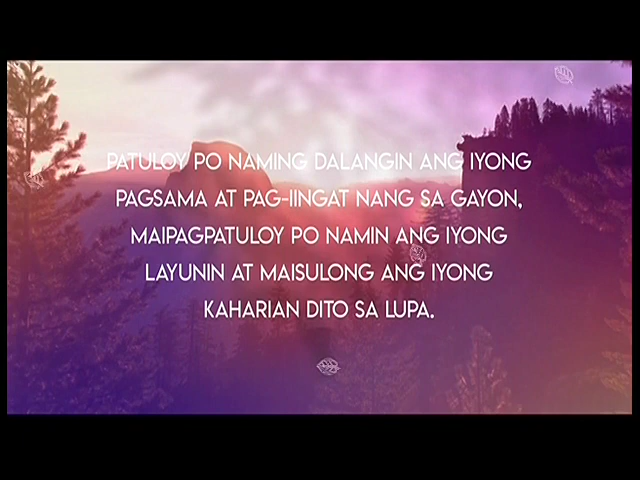 PATULOY PO NAMING DALANGIN ANG IYONG
PAGSAMA AT PAG-IINGAT NANG SA GAYON,
MAIPAGPATULOY PO NAMIN ANG IYONG
LAYUNIN AT MAISULONG ANG IYONG
KAHARIAN DITO SA LUPA.